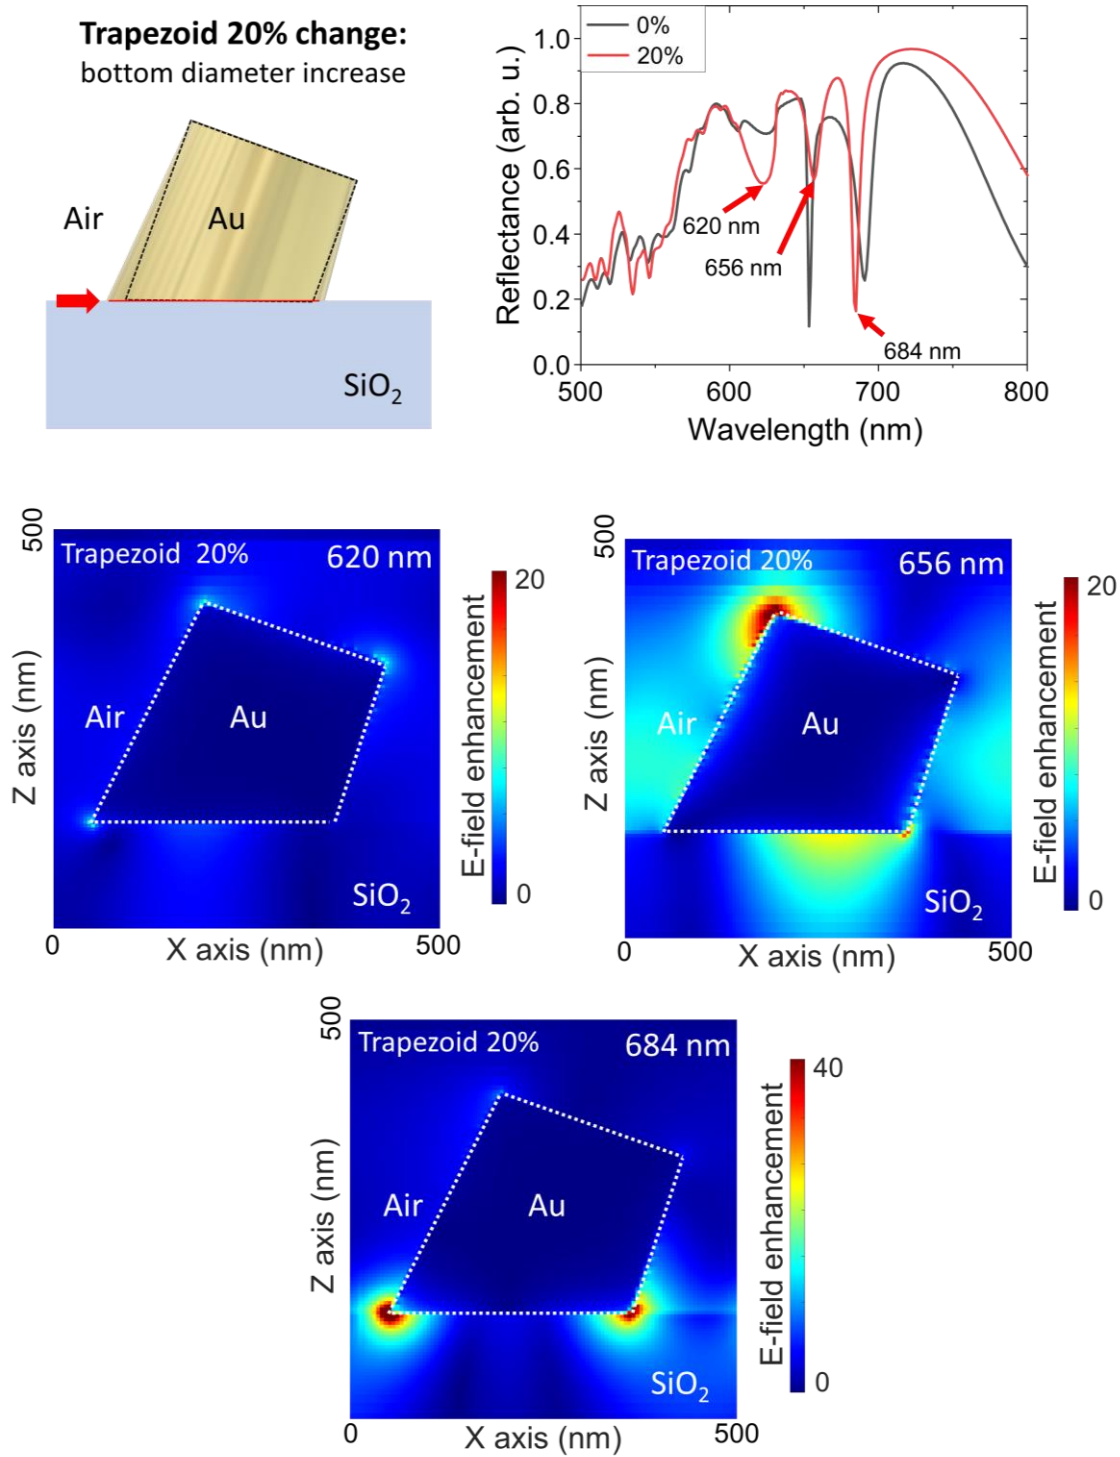 Trapezoid 20% change:
bottom diameter increase
Air
Au
SiO₂
Reflectance (arb. u.)
1.0
0.8
0.6
0.4
0.2
0.0
0%
20%
620 nm
656 nm
684 nm
500 600 700 800
Wavelength (nm)
500
Z axis (nm)
Trapezoid 20% 620 nm
Air
Au
SiO₂
0 500
X axis (nm)
E-field enhancement
20
0
500
Z axis (nm)
Trapezoid 20% 656 nm
Air
Au
SiO₂
0 500
X axis (nm)
E-field enhancement
20
0
500
Z axis (nm)
Trapezoid 20% 684 nm
Air
Au
SiO₂
0 500
X axis (nm)
E-field enhancement
40
0